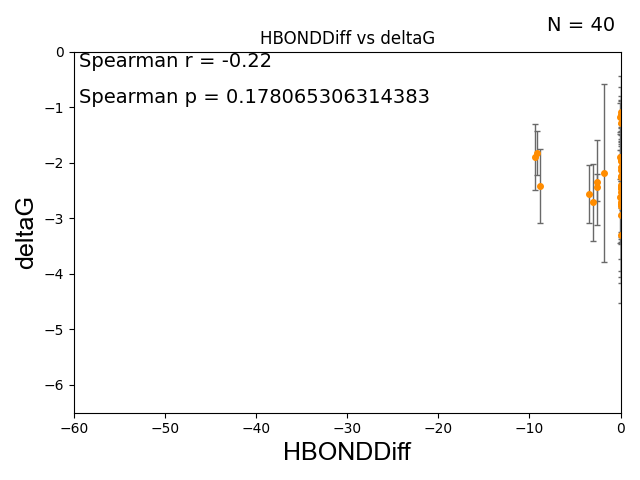 N = 40
HBONDDiff vs deltaG
Spearman r = -0.22
Spearman p = 0.178065306314383
deltaG
0
−1
−2
−3
−4
−5
−6
−60
−50
−40
−30
−20
−10
0
HBONDDiff